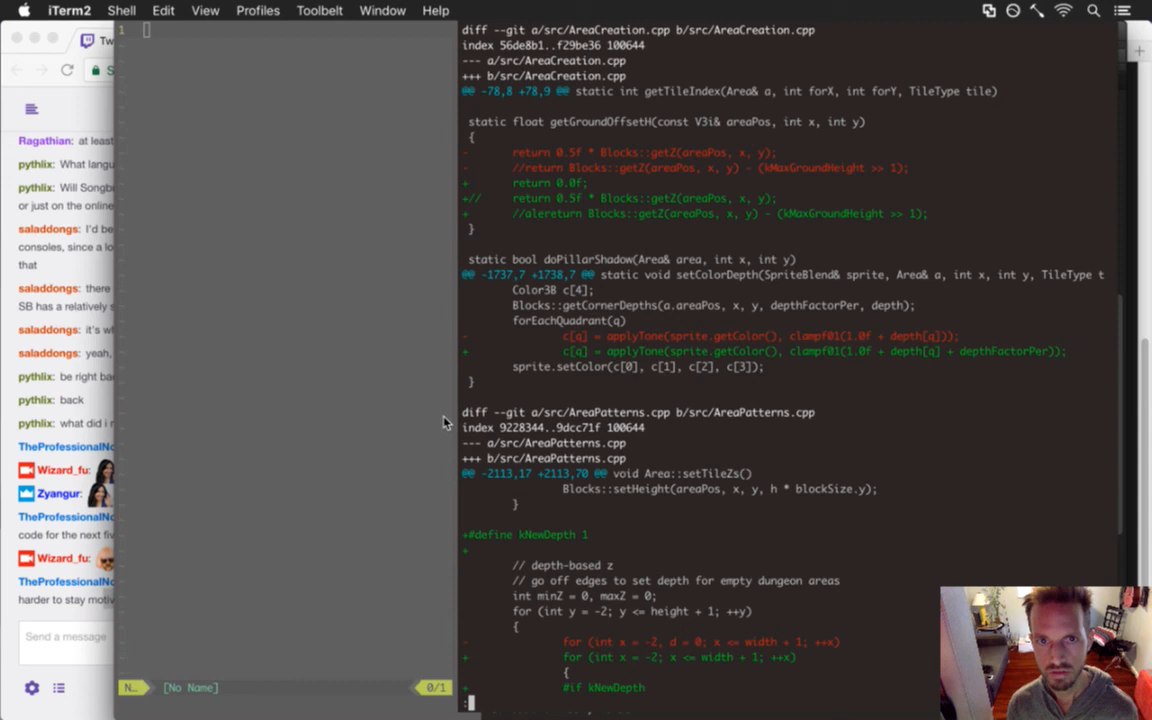 iTerm2 Shell Edit View Profiles Toolbelt Window Help
Tw
S
Ragathian: at least
pythlix: What langu
pythlix: Will Songb
or just on the online
saladdongs: I'd be
consoles, since a lo
that
saladdongs: there
SB has a relatively s
saladdongs: it's w
saladdongs: yeah,
pythlix: be right ba
pythlix: back
pythlix: what did i r
TheProfessionalNo
Wizard_fu:
Zyangur:
TheProfessionalNo
code for the next fiv
Wizard_fu:
TheProfessionalNo
harder to stay motiv
Send a message
1
N… [No Name] 0/1
diff --git a/src/AreaCreation.cpp b/src/AreaCreation.cpp
index 56de8b1..f29be36 100644
--- a/src/AreaCreation.cpp
+++ b/src/AreaCreation.cpp
@@ -78,8 +78,9 @@ static int getTileIndex(Area& a, int forX, int forY, TileType tile)
static float getGroundOffsetH(const V3i& areaPos, int x, int y)
{
- return 0.5f * Blocks::getZ(areaPos, x, y);
- //return Blocks::getZ(areaPos, x, y) - (kMaxGroundHeight >> 1);
+ return 0.0f;
+// return 0.5f * Blocks::getZ(areaPos, x, y);
+ //alereturn Blocks::getZ(areaPos, x, y) - (kMaxGroundHeight >> 1);
}
static bool doPillarShadow(Area& area, int x, int y)
@@ -1737,7 +1738,7 @@ static void setColorDepth(SpriteBlend& sprite, Area& a, int x, int y, TileType t
Color3B c[4];
Blocks::getCornerDepths(a.areaPos, x, y, depthFactorPer, depth);
forEachQuadrant(q)
- c[q] = applyTone(sprite.getColor(), clampf01(1.0f + depth[q]));
+ c[q] = applyTone(sprite.getColor(), clampf01(1.0f + depth[q] + depthFactorPer));
sprite.setColor(c[0], c[1], c[2], c[3]);
}
diff --git a/src/AreaPatterns.cpp b/src/AreaPatterns.cpp
index 9228344..9dcc71f 100644
--- a/src/AreaPatterns.cpp
+++ b/src/AreaPatterns.cpp
@@ -2113,17 +2113,70 @@ void Area::setTileZs()
Blocks::setHeight(areaPos, x, y, h * blockSize.y);
}
+#define kNewDepth 1
+
// depth-based z
// go off edges to set depth for empty dungeon areas
int minZ = 0, maxZ = 0;
for (int y = -2; y <= height + 1; ++y)
{
- for (int x = -2, d = 0; x <= width + 1; ++x)
+ for (int x = -2; x <= width + 1; ++x)
{
+ #if kNewDepth
: